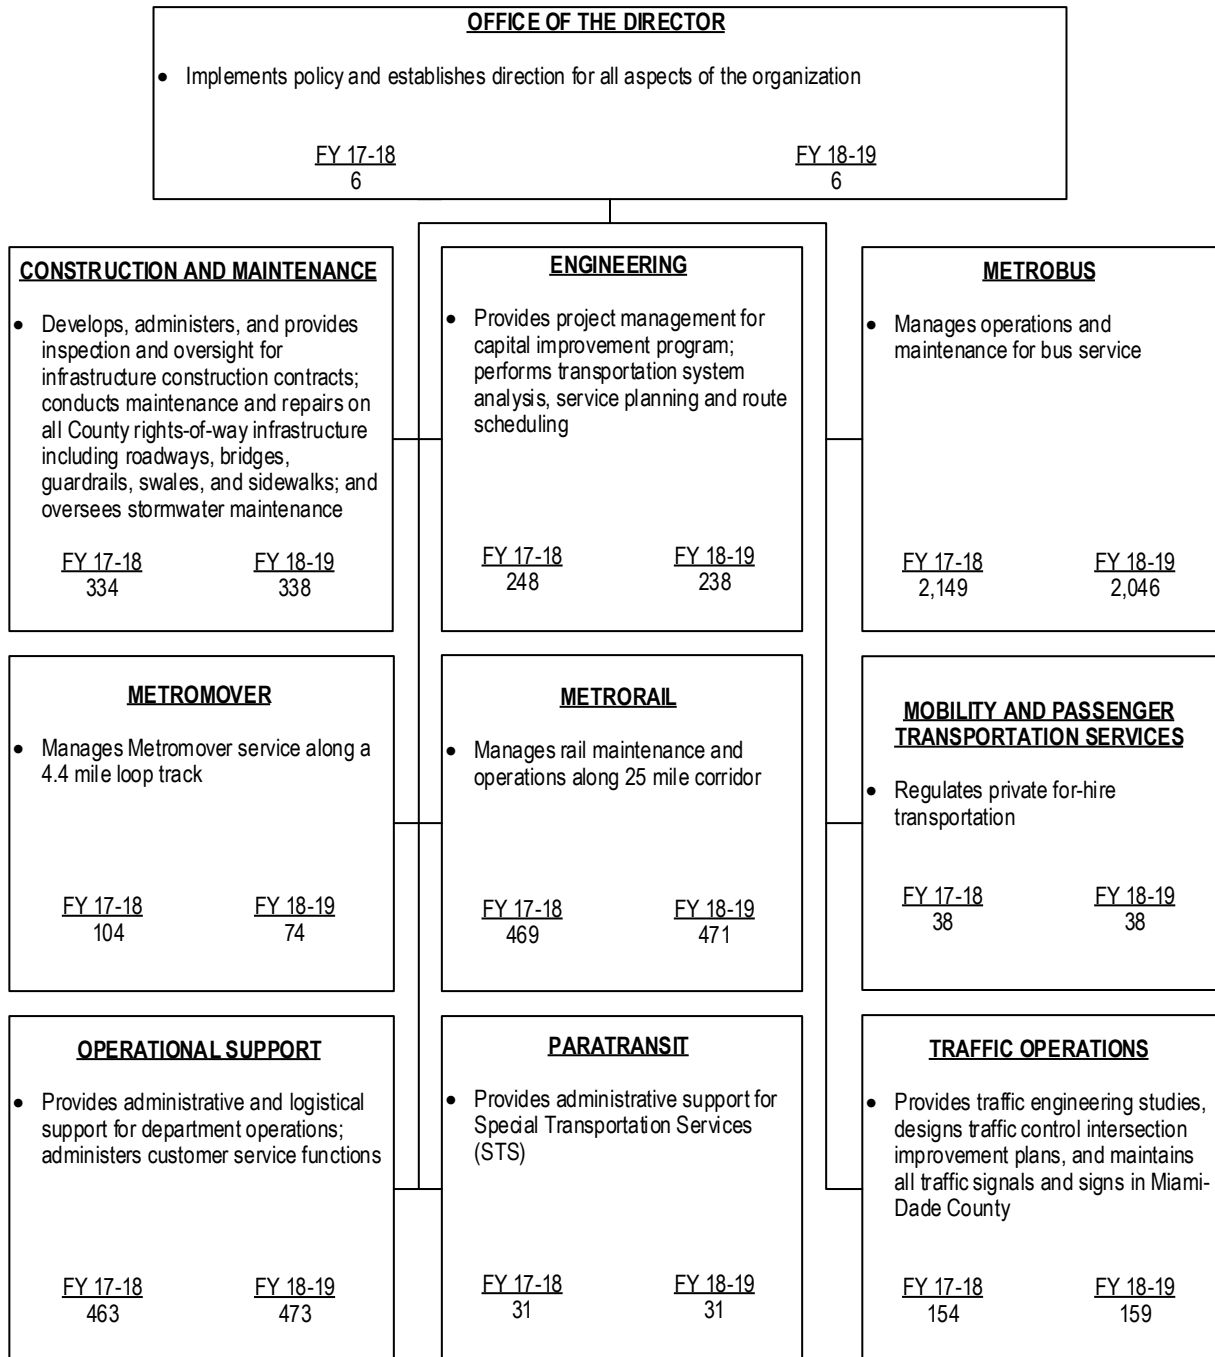 OFFICE OF THE DIRECTOR
• Implements policy and establishes direction for all aspects of the organization
FY 17-18 FY 18-19
6 6
CONSTRUCTION AND MAINTENANCE
• Develops, administers, and provides
inspection and oversight for
infrastructure construction contracts;
conducts maintenance and repairs on
all County rights-of-way infrastructure
including roadways, bridges,
guardrails, swales, and sidewalks; and
oversees stormwater maintenance
FY 17-18 FY 18-19
334 338
ENGINEERING
• Provides project management for
capital improvement program;
performs transportation system
analysis, service planning and route
scheduling
FY 17-18 FY 18-19
248 238
METROBUS
• Manages operations and
maintenance for bus service
FY 17-18 FY 18-19
2,149 2,046
METROMOVER
• Manages Metromover service along a
4.4 mile loop track
FY 17-18 FY 18-19
104 74
METRORAIL
• Manages rail maintenance and
operations along 25 mile corridor
FY 17-18 FY 18-19
469 471
MOBILITY AND PASSENGER
TRANSPORTATION SERVICES
• Regulates private for-hire
transportation
FY 17-18 FY 18-19
38 38
OPERATIONAL SUPPORT
• Provides administrative and logistical
support for department operations;
administers customer service functions
FY 17-18 FY 18-19
463 473
PARATRANSIT
• Provides administrative support for
Special Transportation Services
(STS)
FY 17-18 FY 18-19
31 31
TRAFFIC OPERATIONS
• Provides traffic engineering studies,
designs traffic control intersection
improvement plans, and maintains
all traffic signals and signs in Miami-
Dade County
FY 17-18 FY 18-19
154 159